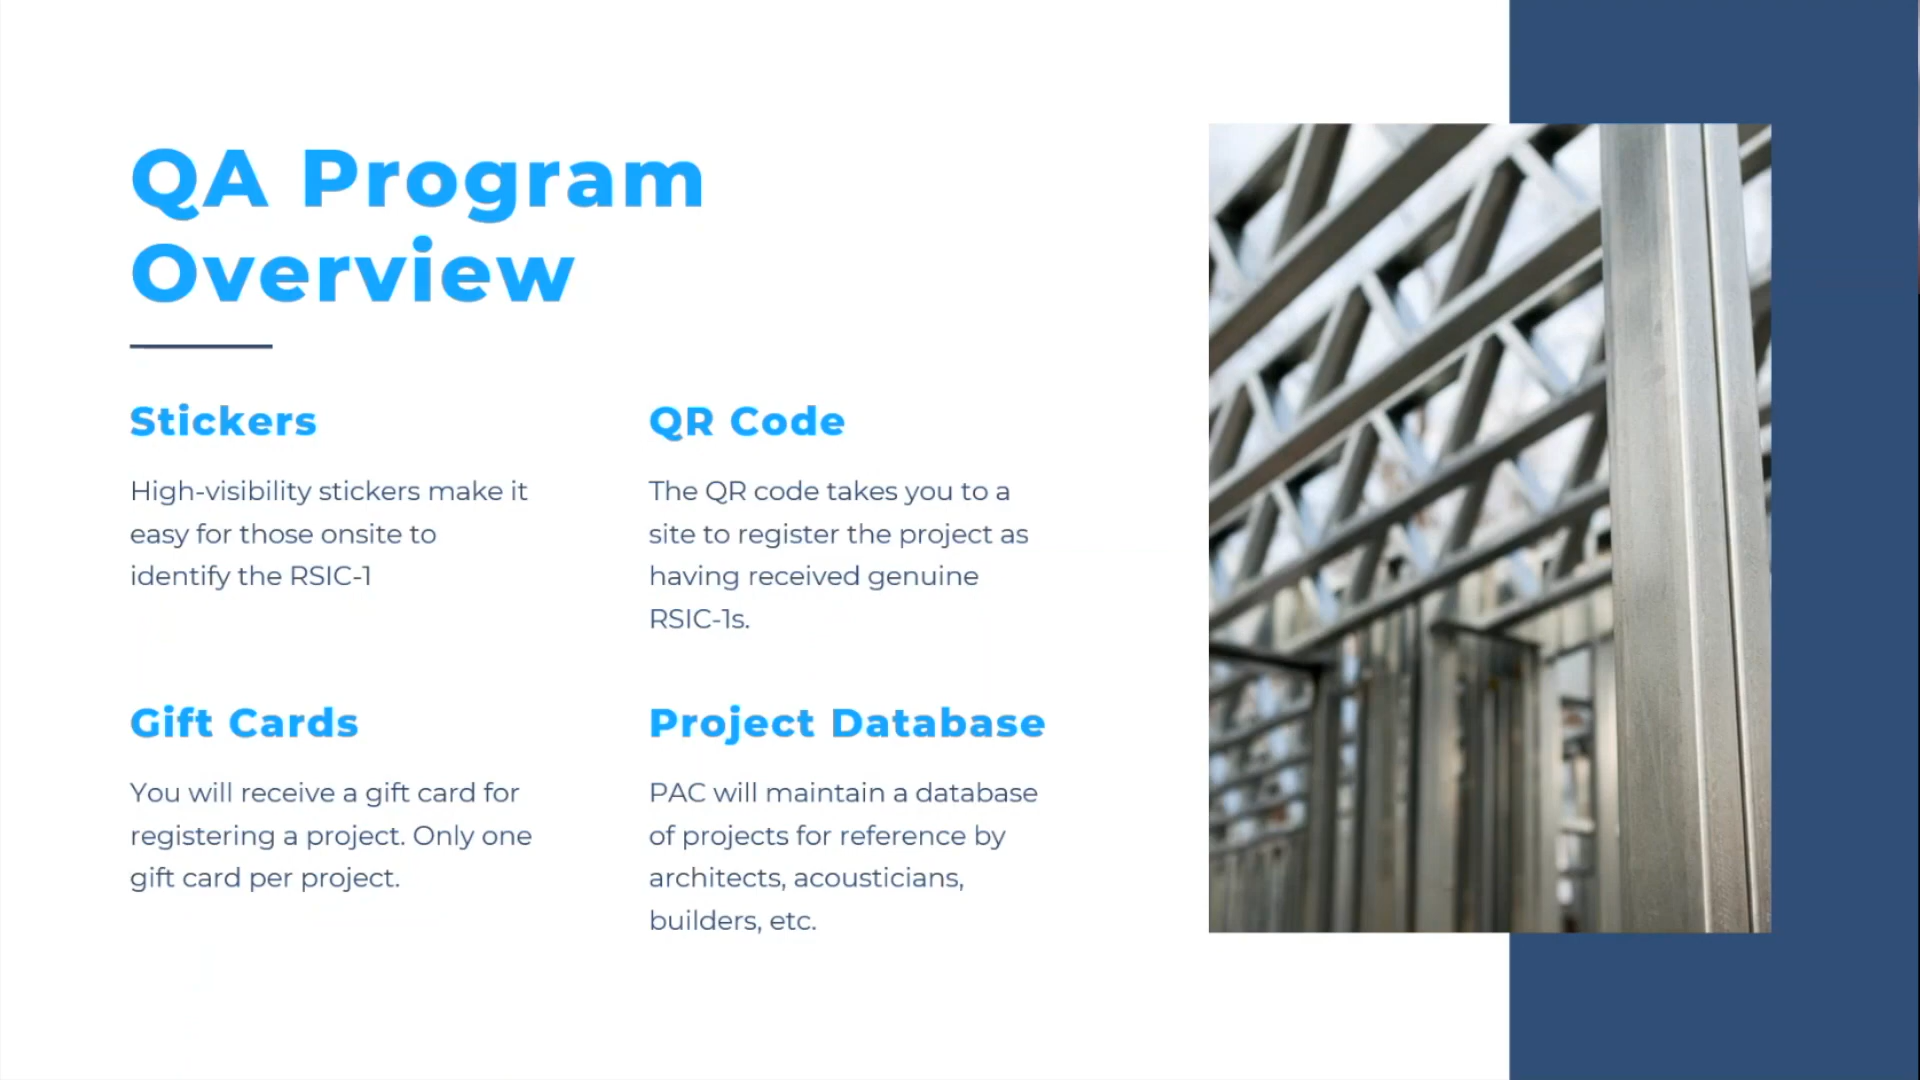 QA Program
Overview
Stickers
High-visibility stickers make it
easy for those onsite to
identify the RSIC-1
QR Code
The QR code takes you to a
site to register the project as
having received genuine
RSIC-1s.
Gift Cards
You will receive a gift card for
registering a project. Only one
gift card per project.
Project Database
PAC will maintain a database
of projects for reference by
architects, acousticians,
builders, etc.